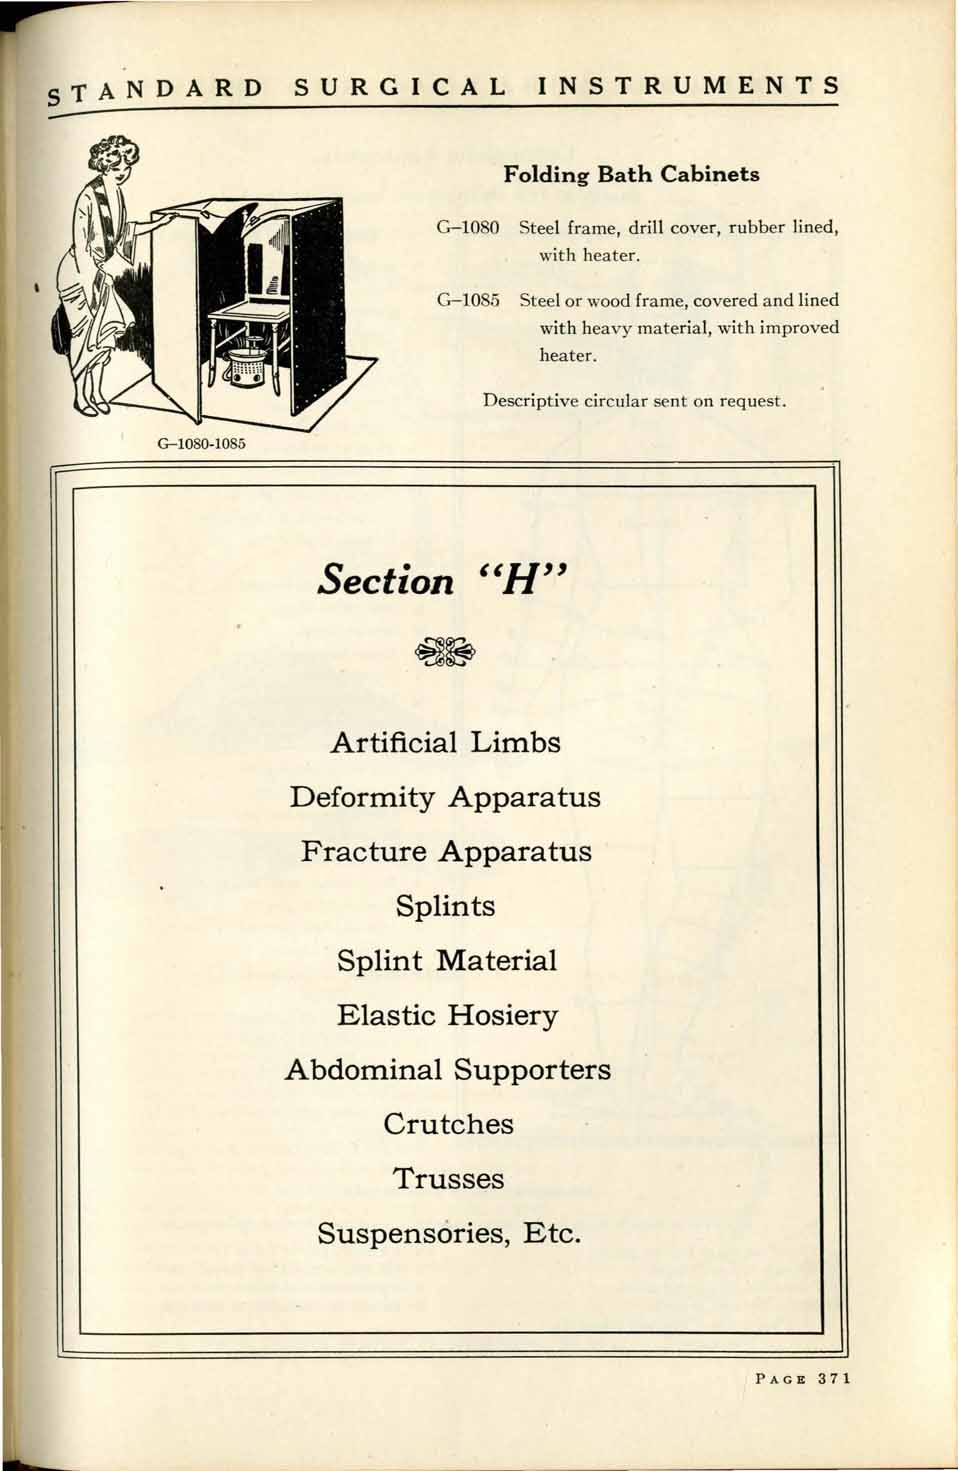 STANDARD SURGICAL INSTRUMENTS
Folding Bath Cabinets
G-1080 Steel frame, drill cover, rubber lined,
with heater.
G-1085 Steel or wood frame, covered and lined
with heavy material, with improved
heater.
Descriptive circular sent on request.
G-1080-1085
Section "H"
Artificial Limbs
Deformity Apparatus
Fracture Apparatus
Splints
Splint Material
Elastic Hosiery
Abdominal Supporters
Crutches
Trusses
Suspensories, Etc.
PAGE 371